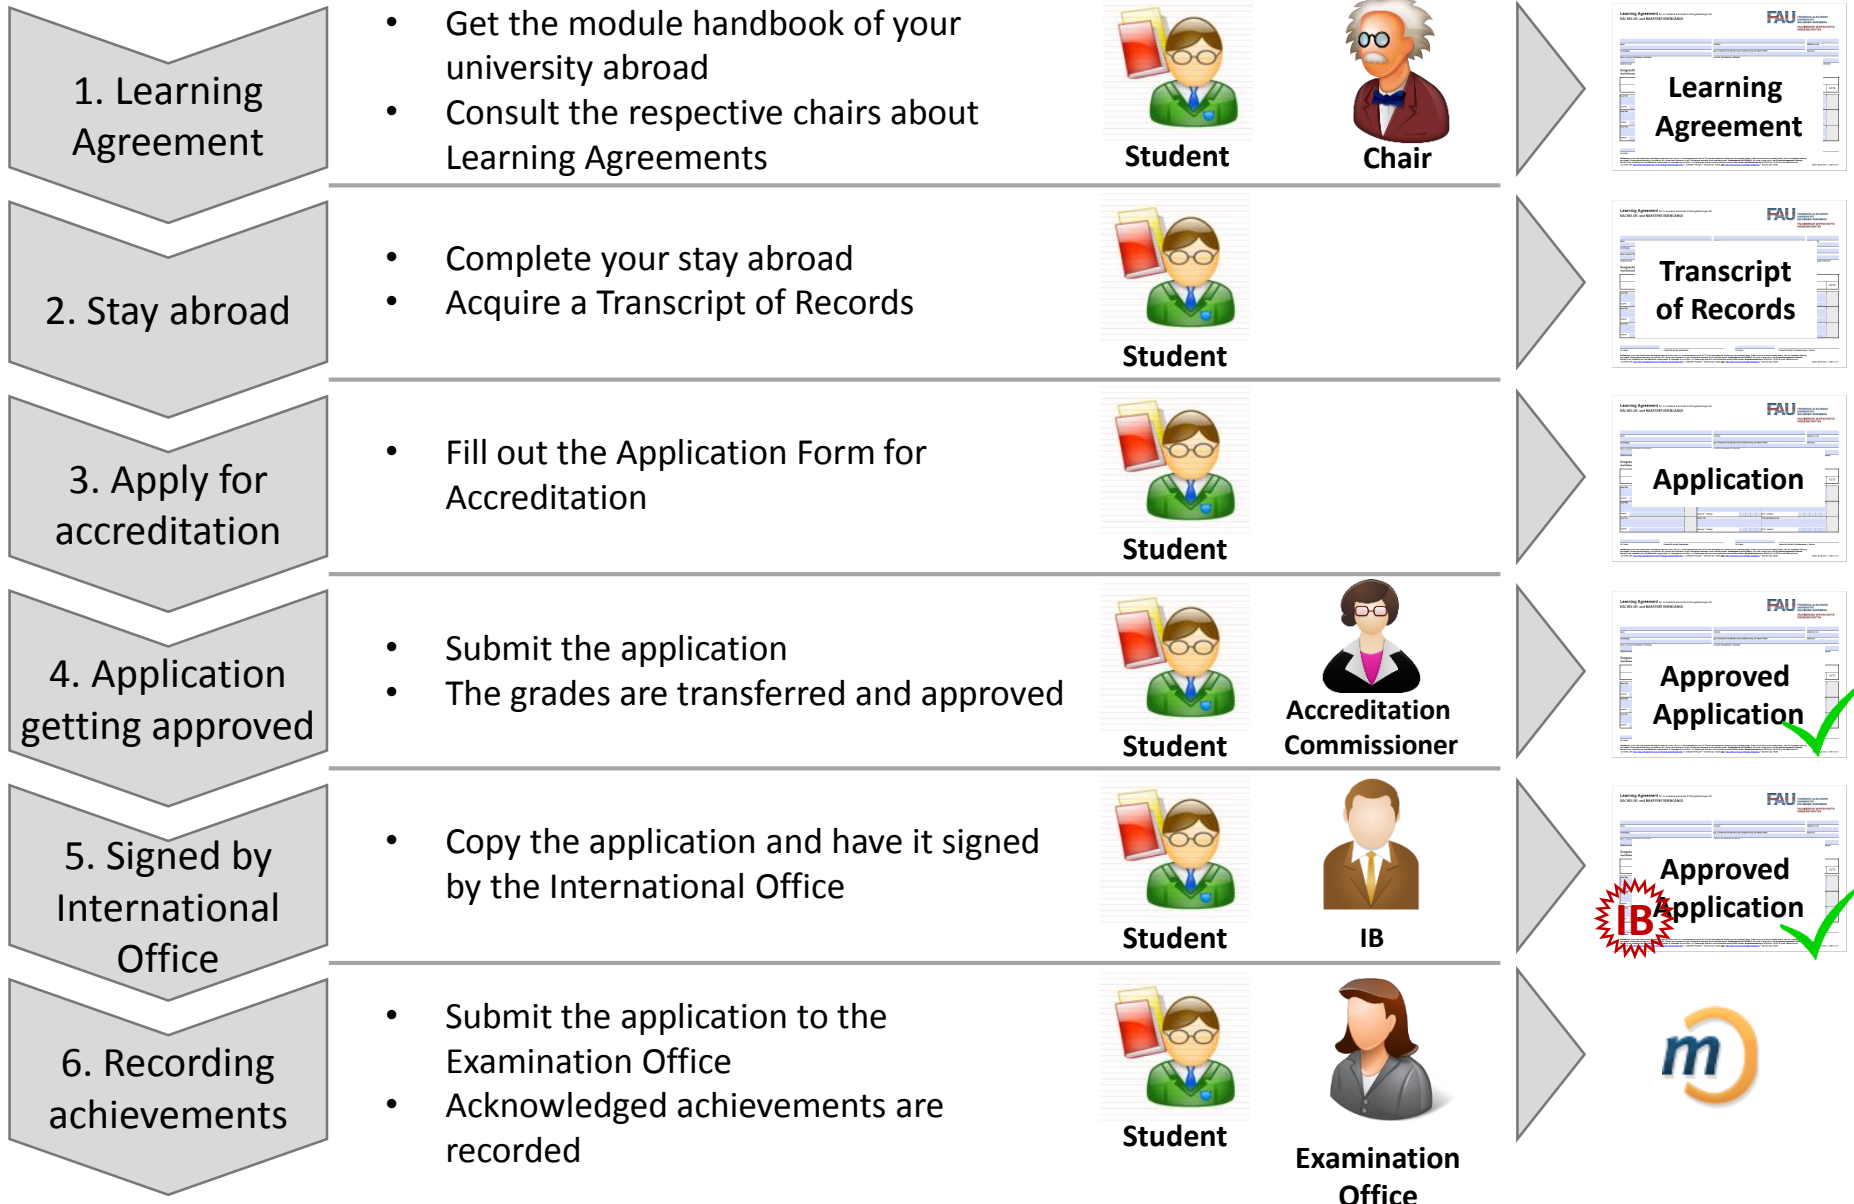 1. Learning
Agreement
• Get the module handbook of your
university abroad
• Consult the respective chairs about
Learning Agreements
Student
Chair
FAU
Learning
Agreement
2. Stay abroad
• Complete your stay abroad
• Acquire a Transcript of Records
Student
FAU
Transcript
of Records
3. Apply for
accreditation
• Fill out the Application Form for
Accreditation
Student
FAU
Application
4. Application
getting approved
• Submit the application
• The grades are transferred and approved
Student
Accreditation
Commissioner
FAU
Approved
Application
5. Signed by
International
Office
• Copy the application and have it signed
by the International Office
Student
IB
FAU
Approved
Application
IB
6. Recording
achievements
• Submit the application to the
Examination Office
• Acknowledged achievements are
recorded
Student
Examination
Office
m